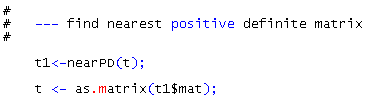 #
# --- find nearest positive definite matrix
#
t1<-nearPD(t);
t <- as.matrix(t1$mat);